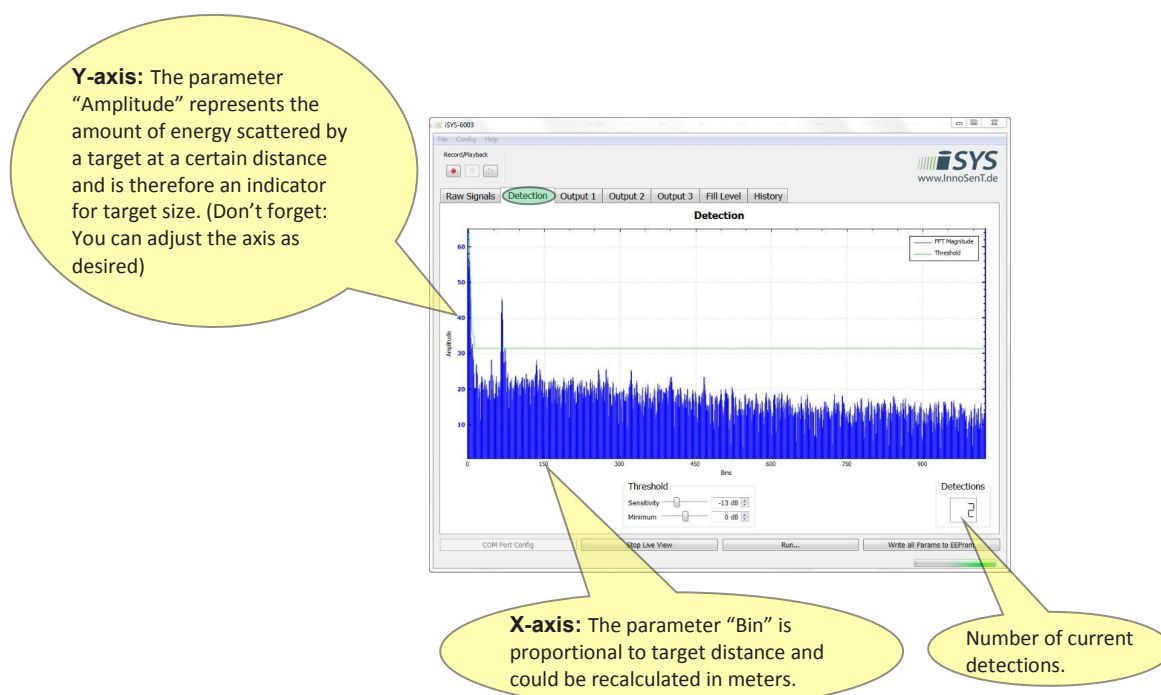 Y-axis: The parameter
“Amplitude” represents the
amount of energy scattered by
a target at a certain distance
and is therefore an indicator
for target size. (Don’t forget:
You can adjust the axis as
desired)
iSYS-6003
File Config Help
Record/Playback
iSYS
www.InnoSenT.de
Raw Signals Detection Output 1 Output 2 Output 3 Fill Level History
Detection
FFT Magnitude
Threshold
60
50
40
30
20
10
Amplitude
0 150 300 450 600 750 900
Bins
Threshold
Sensitivity -13 dB
Minimum 0 dB
Detections
2
COM Port Config Stop Live View Run... Write all Params to EEProm
X-axis: The parameter “Bin” is
proportional to target distance and
could be recalculated in meters.
Number of current
detections.